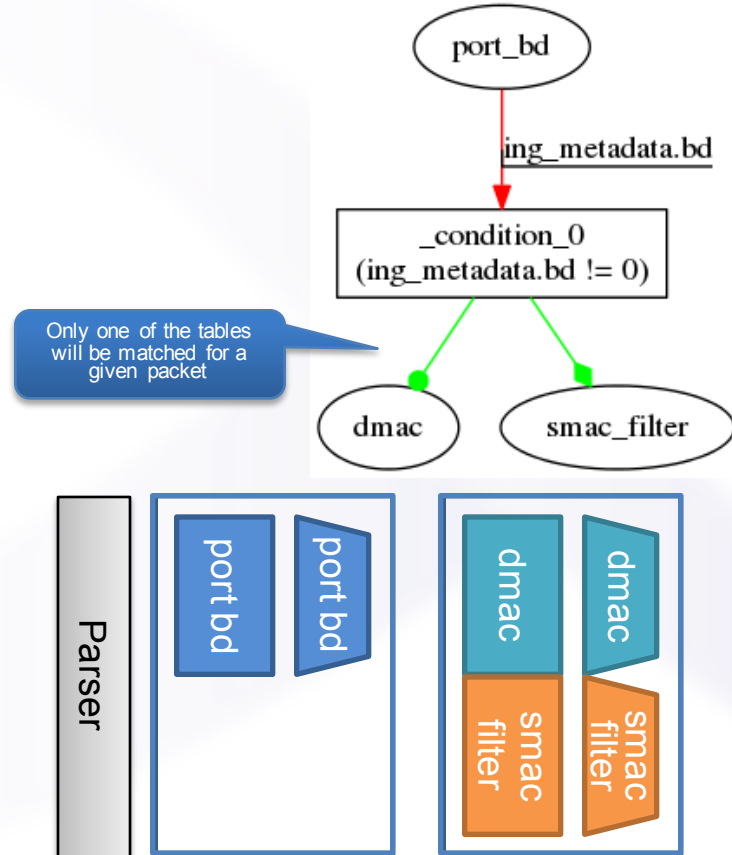 port_bd
ing_metadata.bd
_condition_0
(ing_metadata.bd != 0)
Only one of the tables
will be matched for a
given packet
dmac
smac_filter
Parser
port bd
port bd
dmac
dmac
smac
filter
smac
filter